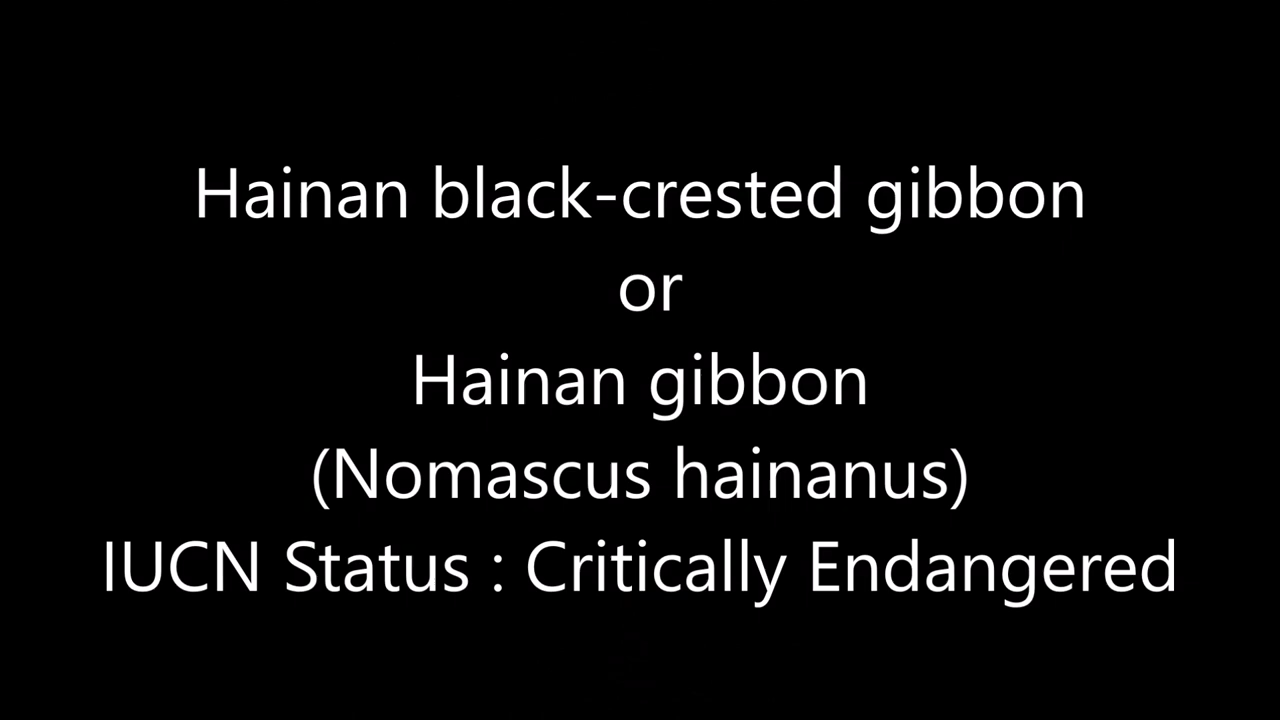 Hainan black-crested gibbon
or
Hainan gibbon
(Nomascus hainanus)
IUCN Status : Critically Endangered